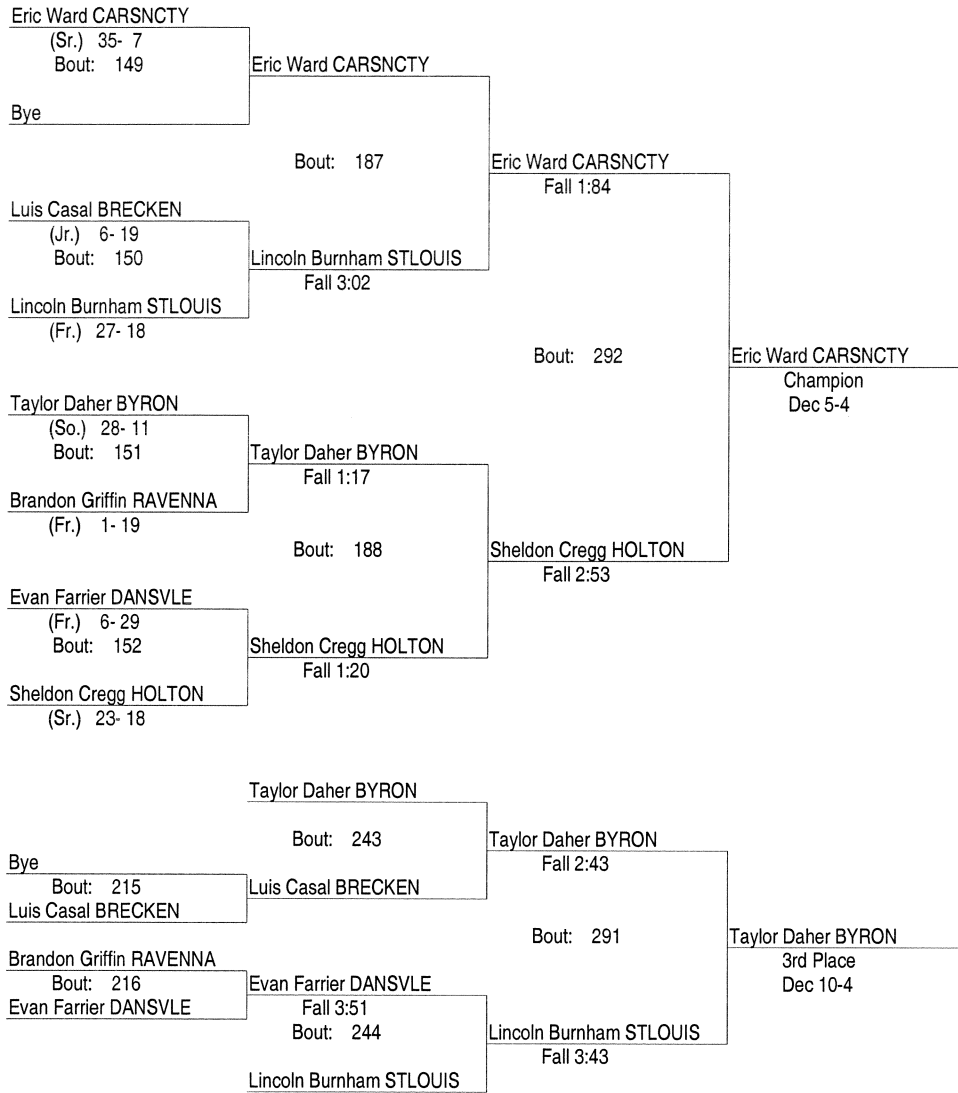 Eric Ward CARSNCTY
(Sr.) 35- 7
Bout: 149
Eric Ward CARSNCTY
Bye
Bout: 187
Eric Ward CARSNCTY
Fall 1:84
Luis Casal BRECKEN
(Jr.) 6- 19
Bout: 150
Lincoln Burnham STLOUIS
Fall 3:02
Lincoln Burnham STLOUIS
(Fr.) 27- 18
Bout: 292
Eric Ward CARSNCTY
Champion
Dec 5-4
Taylor Daher BYRON
(So.) 28- 11
Bout: 151
Taylor Daher BYRON
Fall 1:17
Brandon Griffin RAVENNA
(Fr.) 1- 19
Bout: 188
Sheldon Cregg HOLTON
Fall 2:53
Evan Farrier DANSVLE
(Fr.) 6- 29
Bout: 152
Sheldon Cregg HOLTON
Fall 1:20
Sheldon Cregg HOLTON
(Sr.) 23- 18
Taylor Daher BYRON
Bout: 243
Taylor Daher BYRON
Fall 2:43
Bye
Bout: 215
Luis Casal BRECKEN
Luis Casal BRECKEN
Bout: 291
Taylor Daher BYRON
3rd Place
Dec 10-4
Brandon Griffin RAVENNA
Bout: 216
Evan Farrier DANSVLE
Evan Farrier DANSVLE
Fall 3:51
Bout: 244
Lincoln Burnham STLOUIS
Fall 3:43
Lincoln Burnham STLOUIS